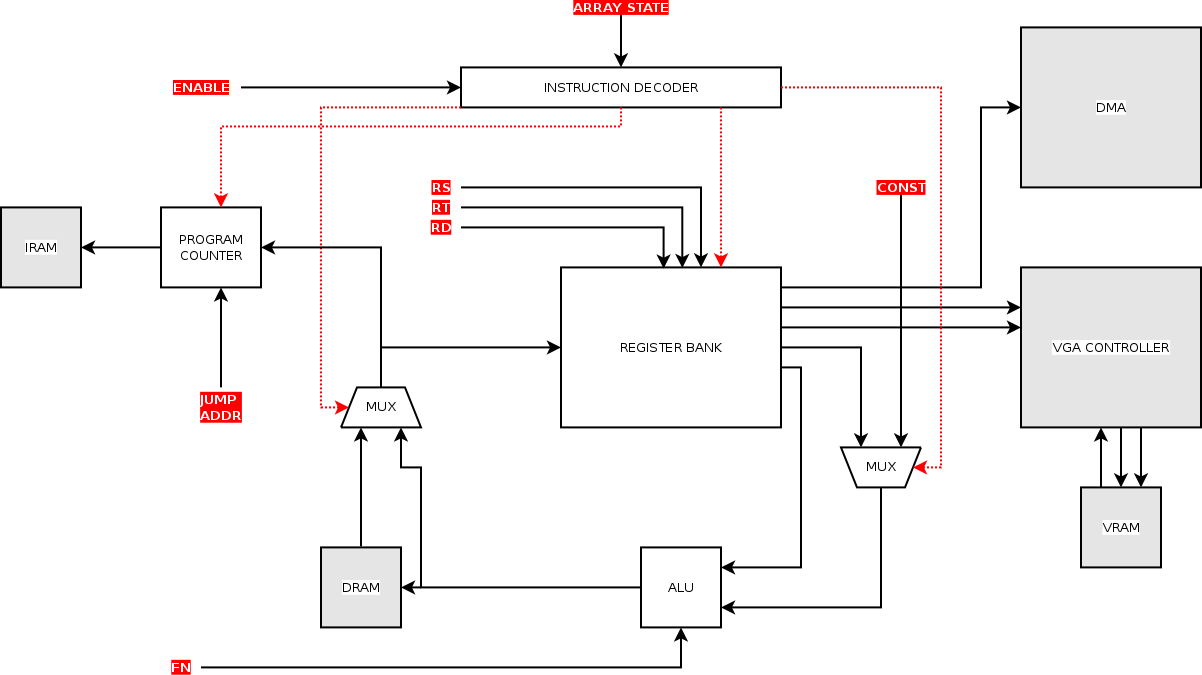 ARRAY STATE
ENABLE
INSTRUCTION DECODER
DMA
RS
CONST
RT
RD
IRAM
PROGRAM
COUNTER
REGISTER BANK
VGA CONTROLLER
JUMP
ADDR
MUX
MUX
VRAM
DRAM
ALU
FN